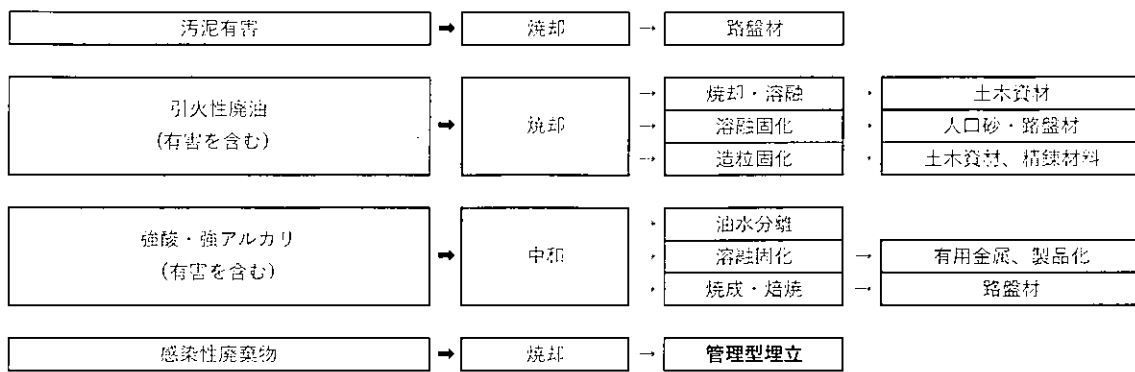 汚泥有害 ➡ 焼却 → 路盤材
引火性廃油
(有害を含む)
➡ 焼却
→ 焼却・溶融 → 土木資材
→ 溶融固化 →人口砂・路盤材
→ 造粒固化 → 土木資材、精錬材料
強酸・強アルカリ
(有害を含む)
➡ 中和
→ 油水分離
溶融固化 → 有用金属、製品化
→ 焼成・焙焼 → 路盤材
感染性廃棄物 ➡ 焼却 → 管理型埋立